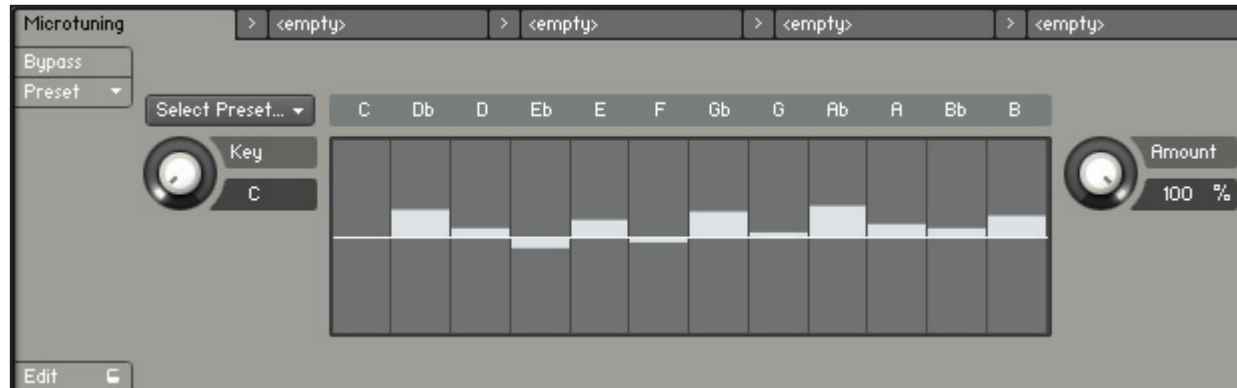 Microtuning > <empty> > <empty> > <empty> > <empty>
Bypass
Preset
Select Preset... C Db D Eb E F Gb G Ab A Bb B
Key Amount
C 100 %
Edit